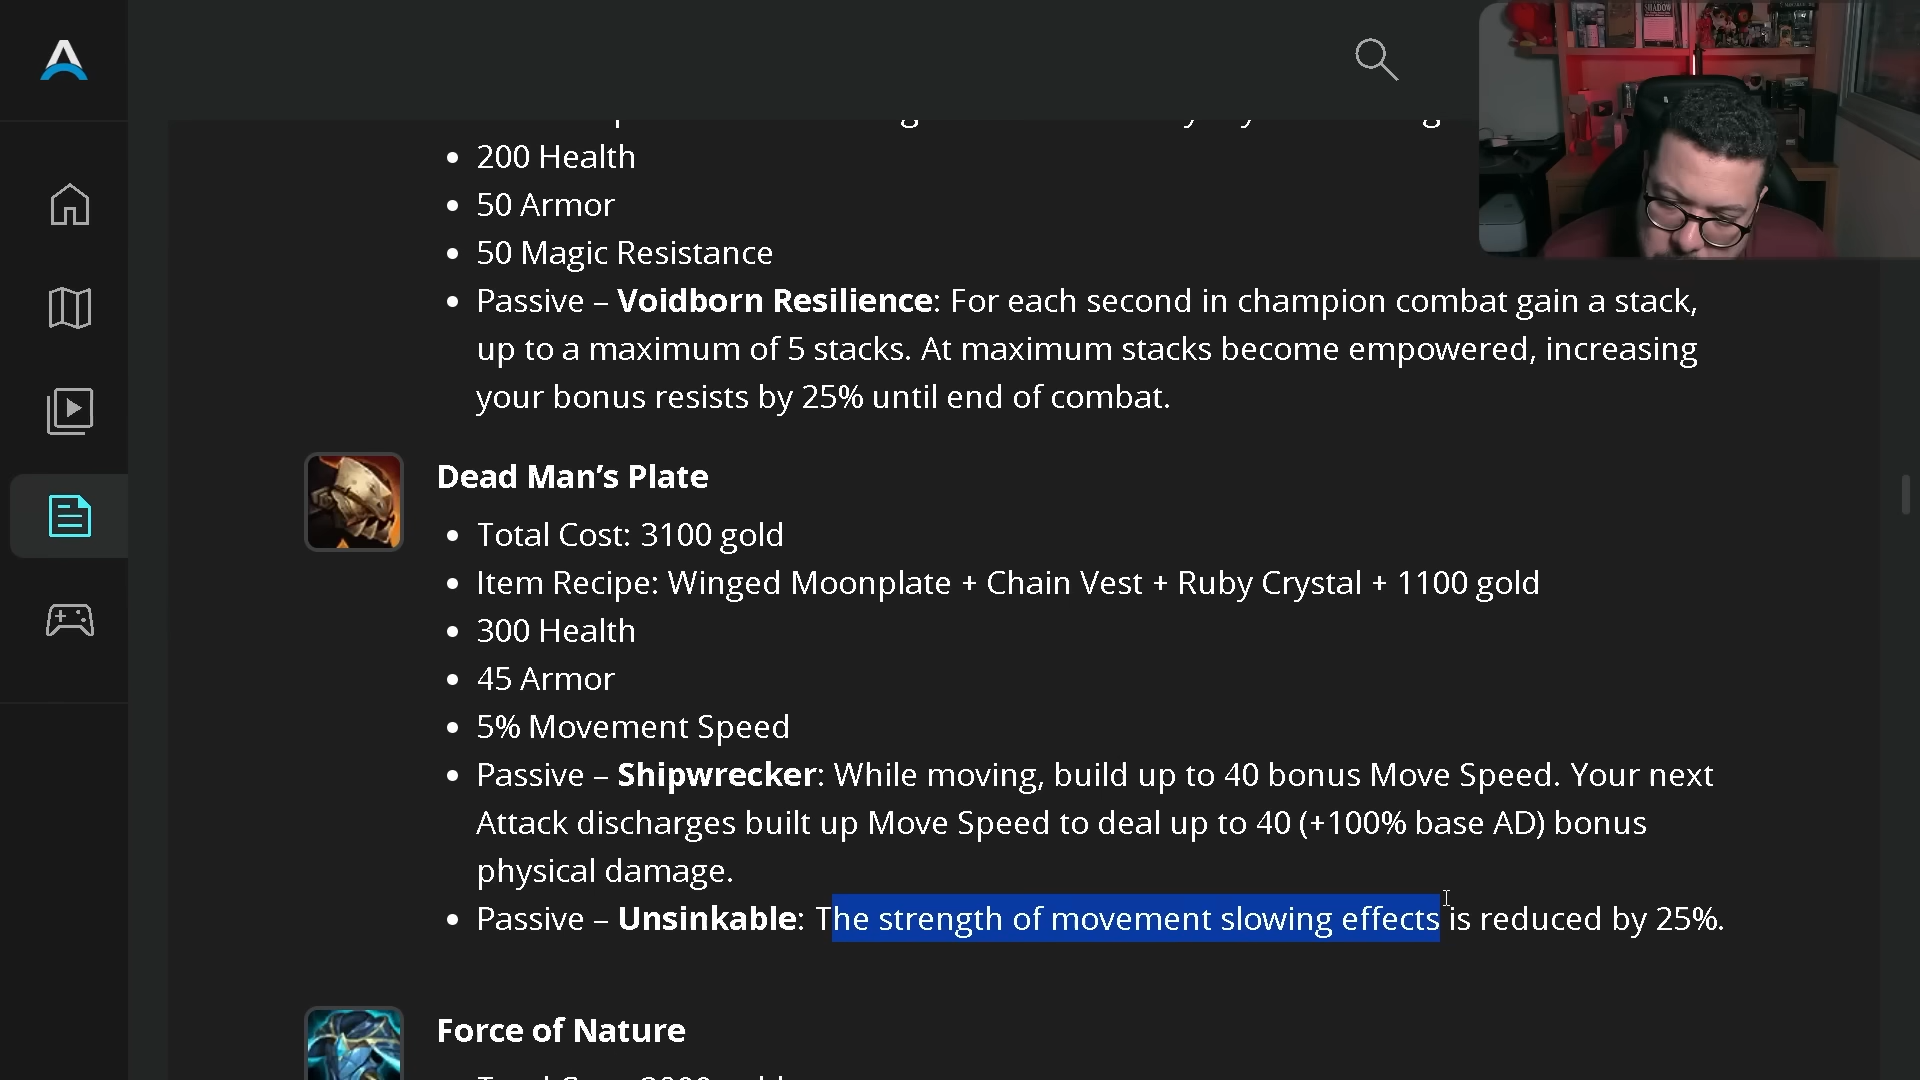 200 Health
50 Armor
50 Magic Resistance
Passive – Voidborn Resilience: For each second in champion combat gain a stack,
up to a maximum of 5 stacks. At maximum stacks become empowered, increasing
your bonus resists by 25% until end of combat.
Dead Man’s Plate
Total Cost: 3100 gold
Item Recipe: Winged Moonplate + Chain Vest + Ruby Crystal + 1100 gold
300 Health
45 Armor
5% Movement Speed
Passive – Shipwrecker: While moving, build up to 40 bonus Move Speed. Your next
Attack discharges built up Move Speed to deal up to 40 (+100% base AD) bonus
physical damage.
Passive – Unsinkable: The strength of movement slowing effects is reduced by 25%.
Force of Nature